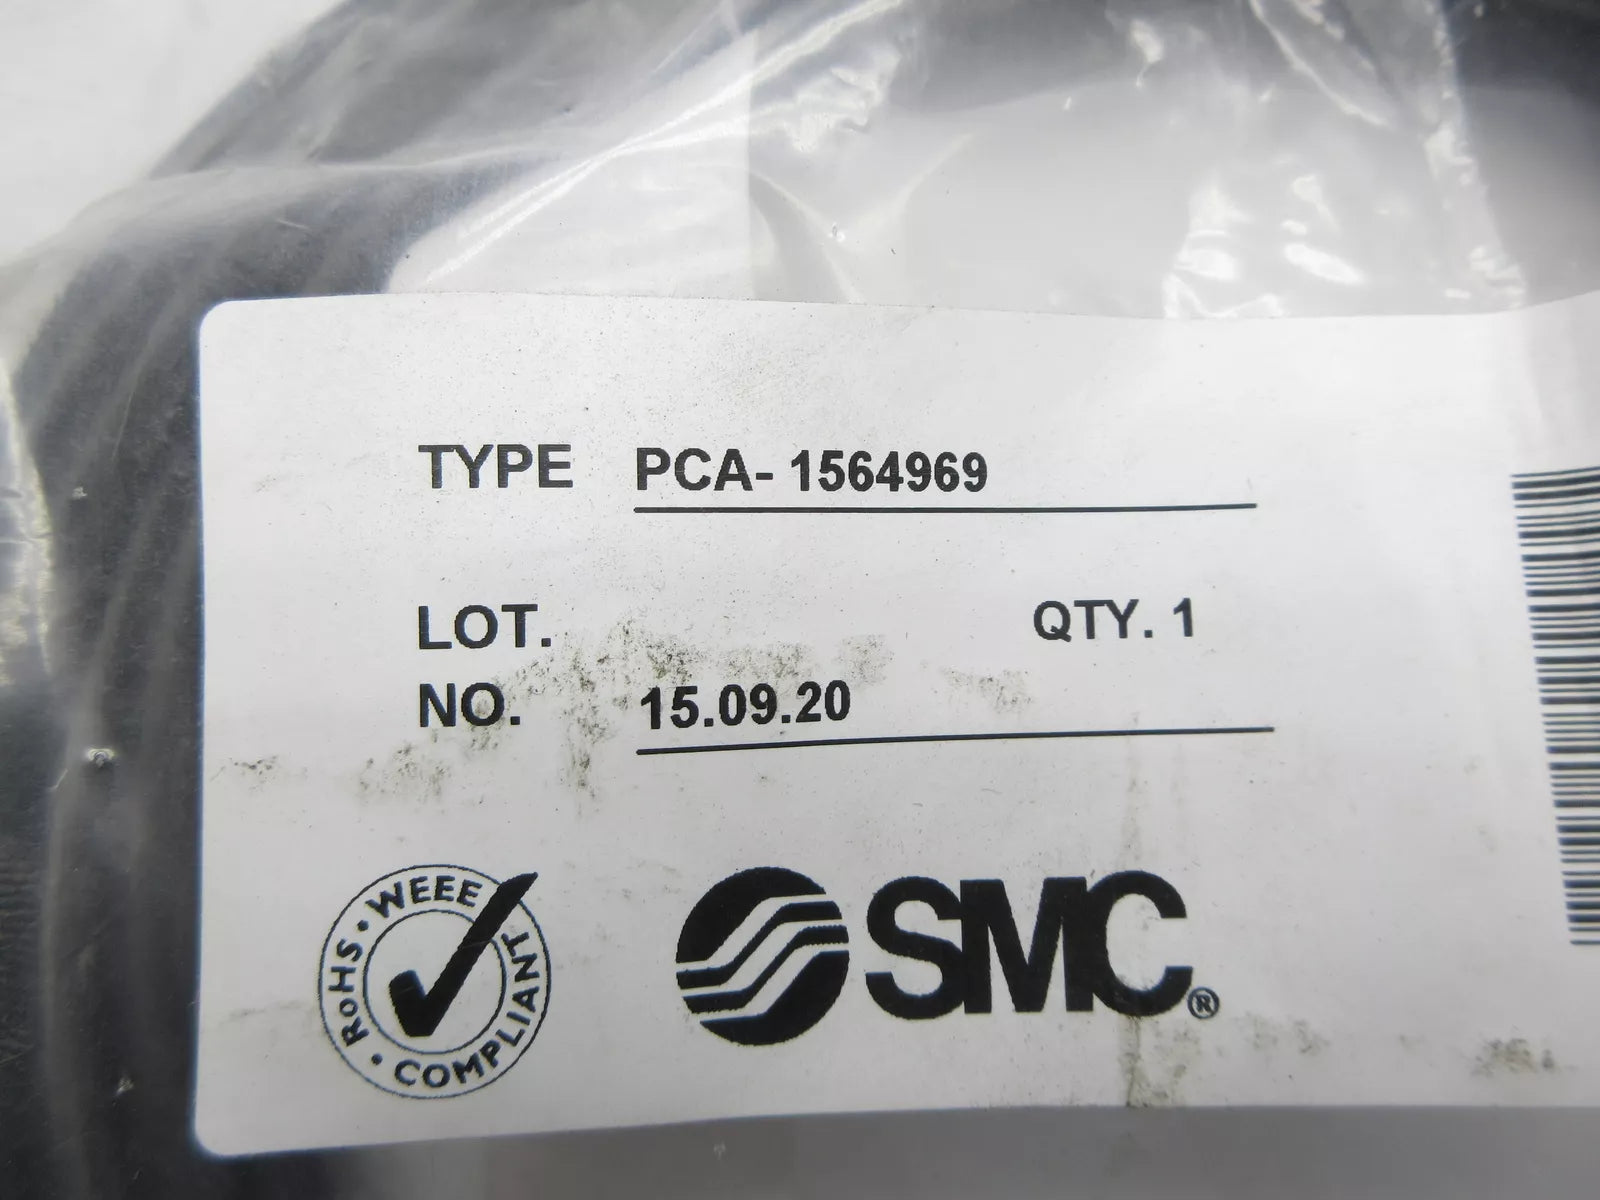 TYPE PCA- 1564969
LOT. QTY. 1
NO. 15.09.20
WEEE COMPLIANT RoHS
SMC®